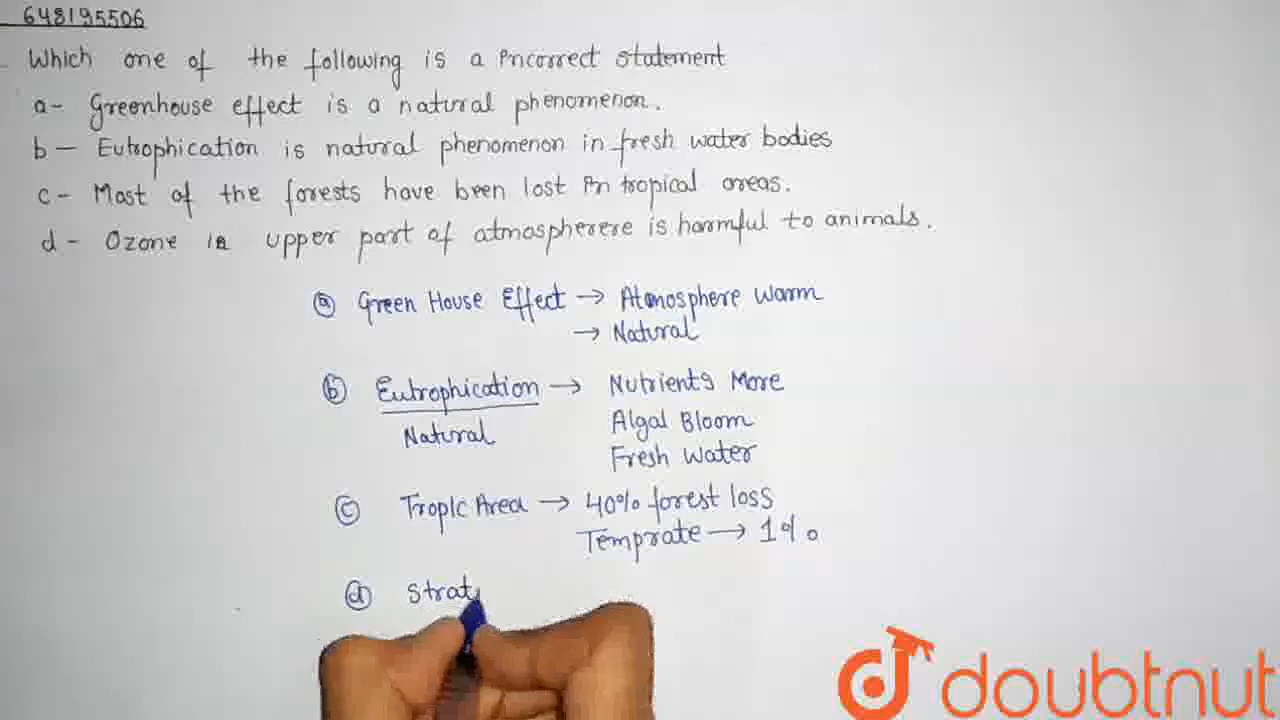 648195506
Which one of the following is a incorrect statement
a- Greenhouse effect is a natural phenomenon.
b- Eutrophication is natural phenomenon in fresh water bodies
c- Most of the forests have been lost in tropical areas.
d- Ozone in upper part of atmospherere is harmful to animals.
(a) Green House Effect → Atmosphere Warm
→ Natural
(b) Eutrophication → Nutrients More
Natural
Algal Bloom
Fresh Water
(c) Tropic Area → 40% forest loss
Temprate → 1%
(d) Strat
doubtnut